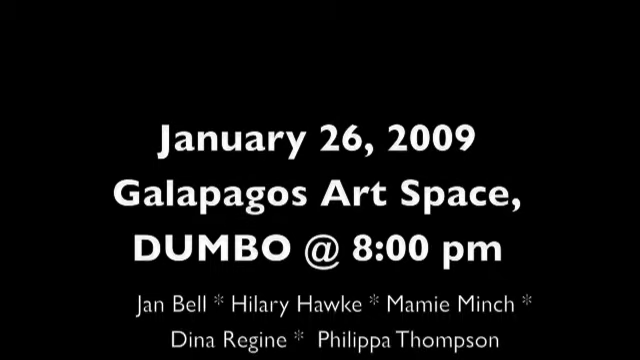 January 26, 2009
Galapagos Art Space,
DUMBO @ 8:00 pm
Jan Bell * Hilary Hawke * Mamie Minch *
Dina Regine * Philippa Thompson